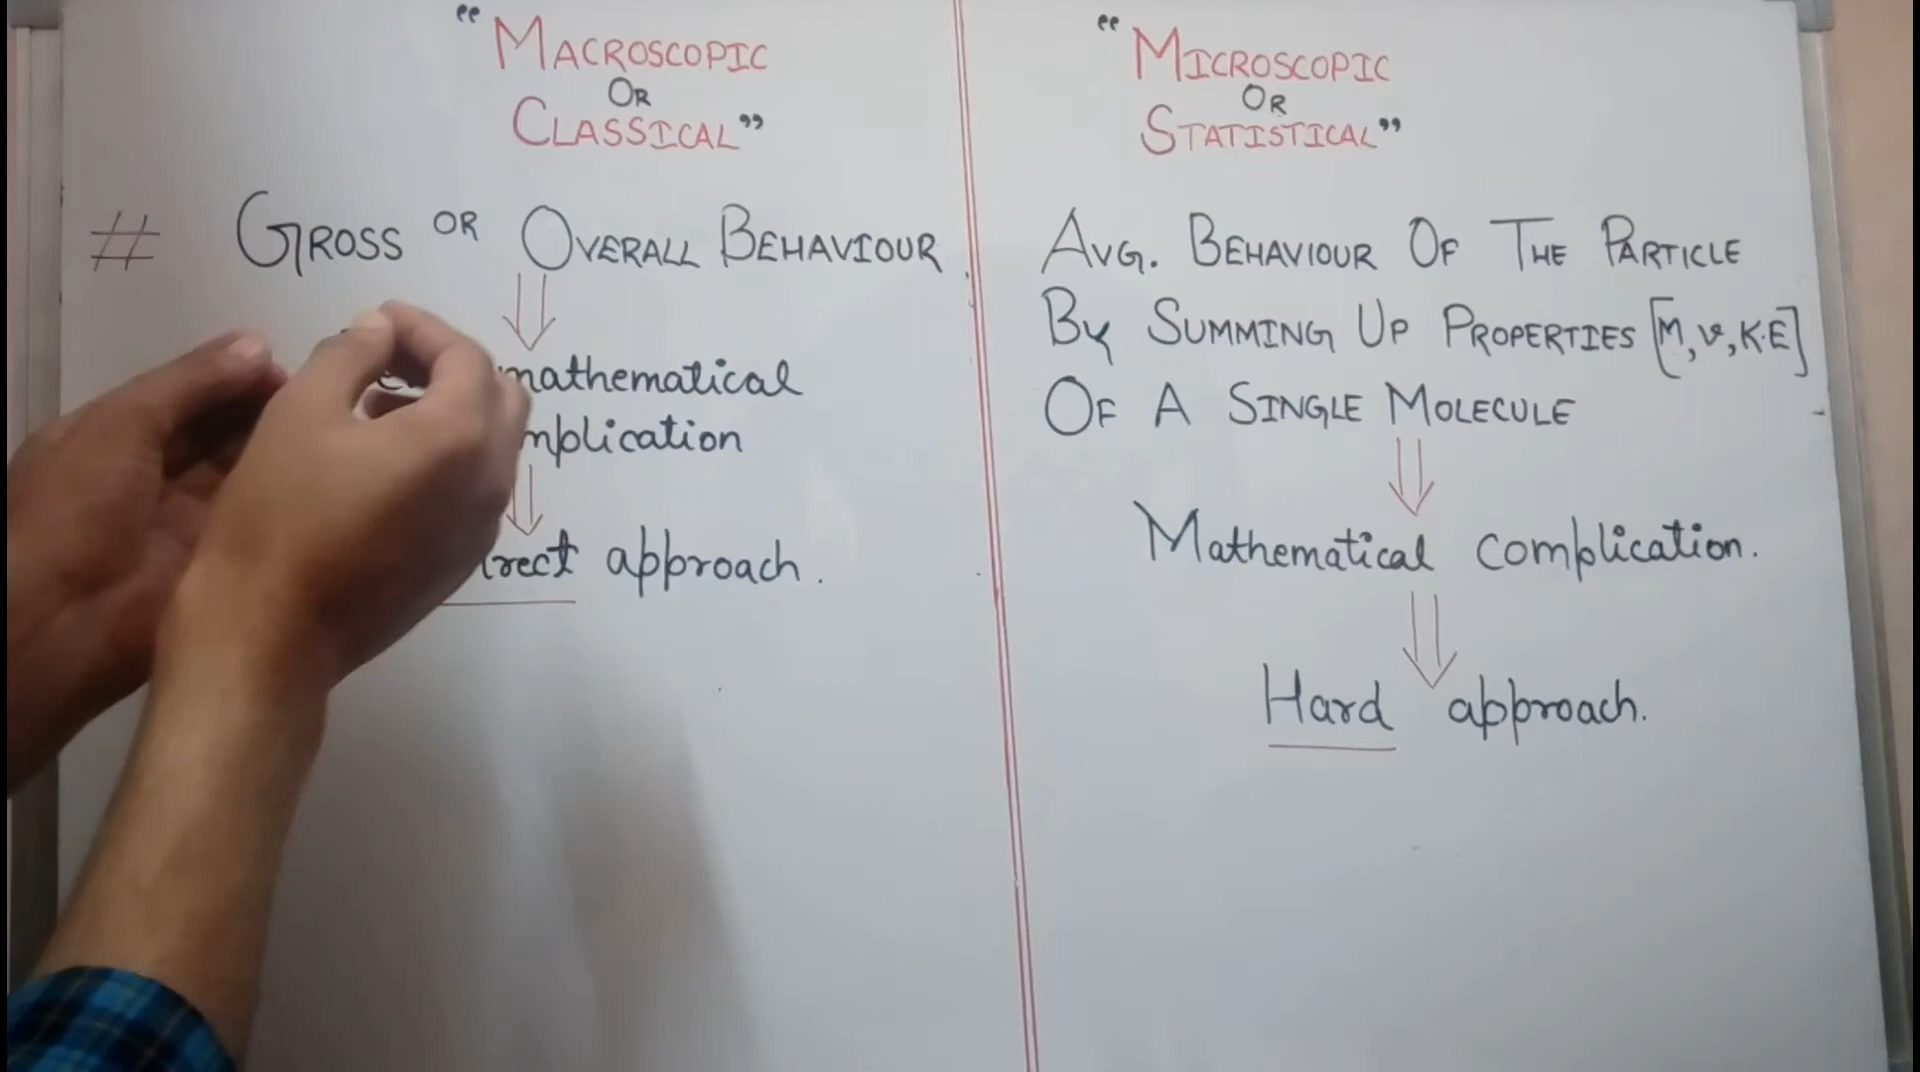 “MACROSCOPIC
OR
CLASSICAL”
# GROSS OR OVERALL BEHAVIOUR
mathematical
approach.
“MICROSCOPIC
OR
STATISTICAL”
AVG. BEHAVIOUR OF THE PARTICLE
BY SUMMING UP PROPERTIES [M, v, K.E]
OF A SINGLE MOLECULE
Mathematical complication.
Hard approach.